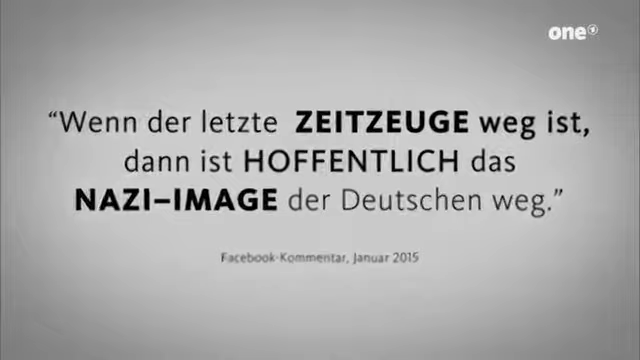 one
“Wenn der letzte ZEITZEUGE weg ist,
dann ist HOFFENTLICH das
NAZI–IMAGE der Deutschen weg.”
Facebook-Kommentar, Januar 2015